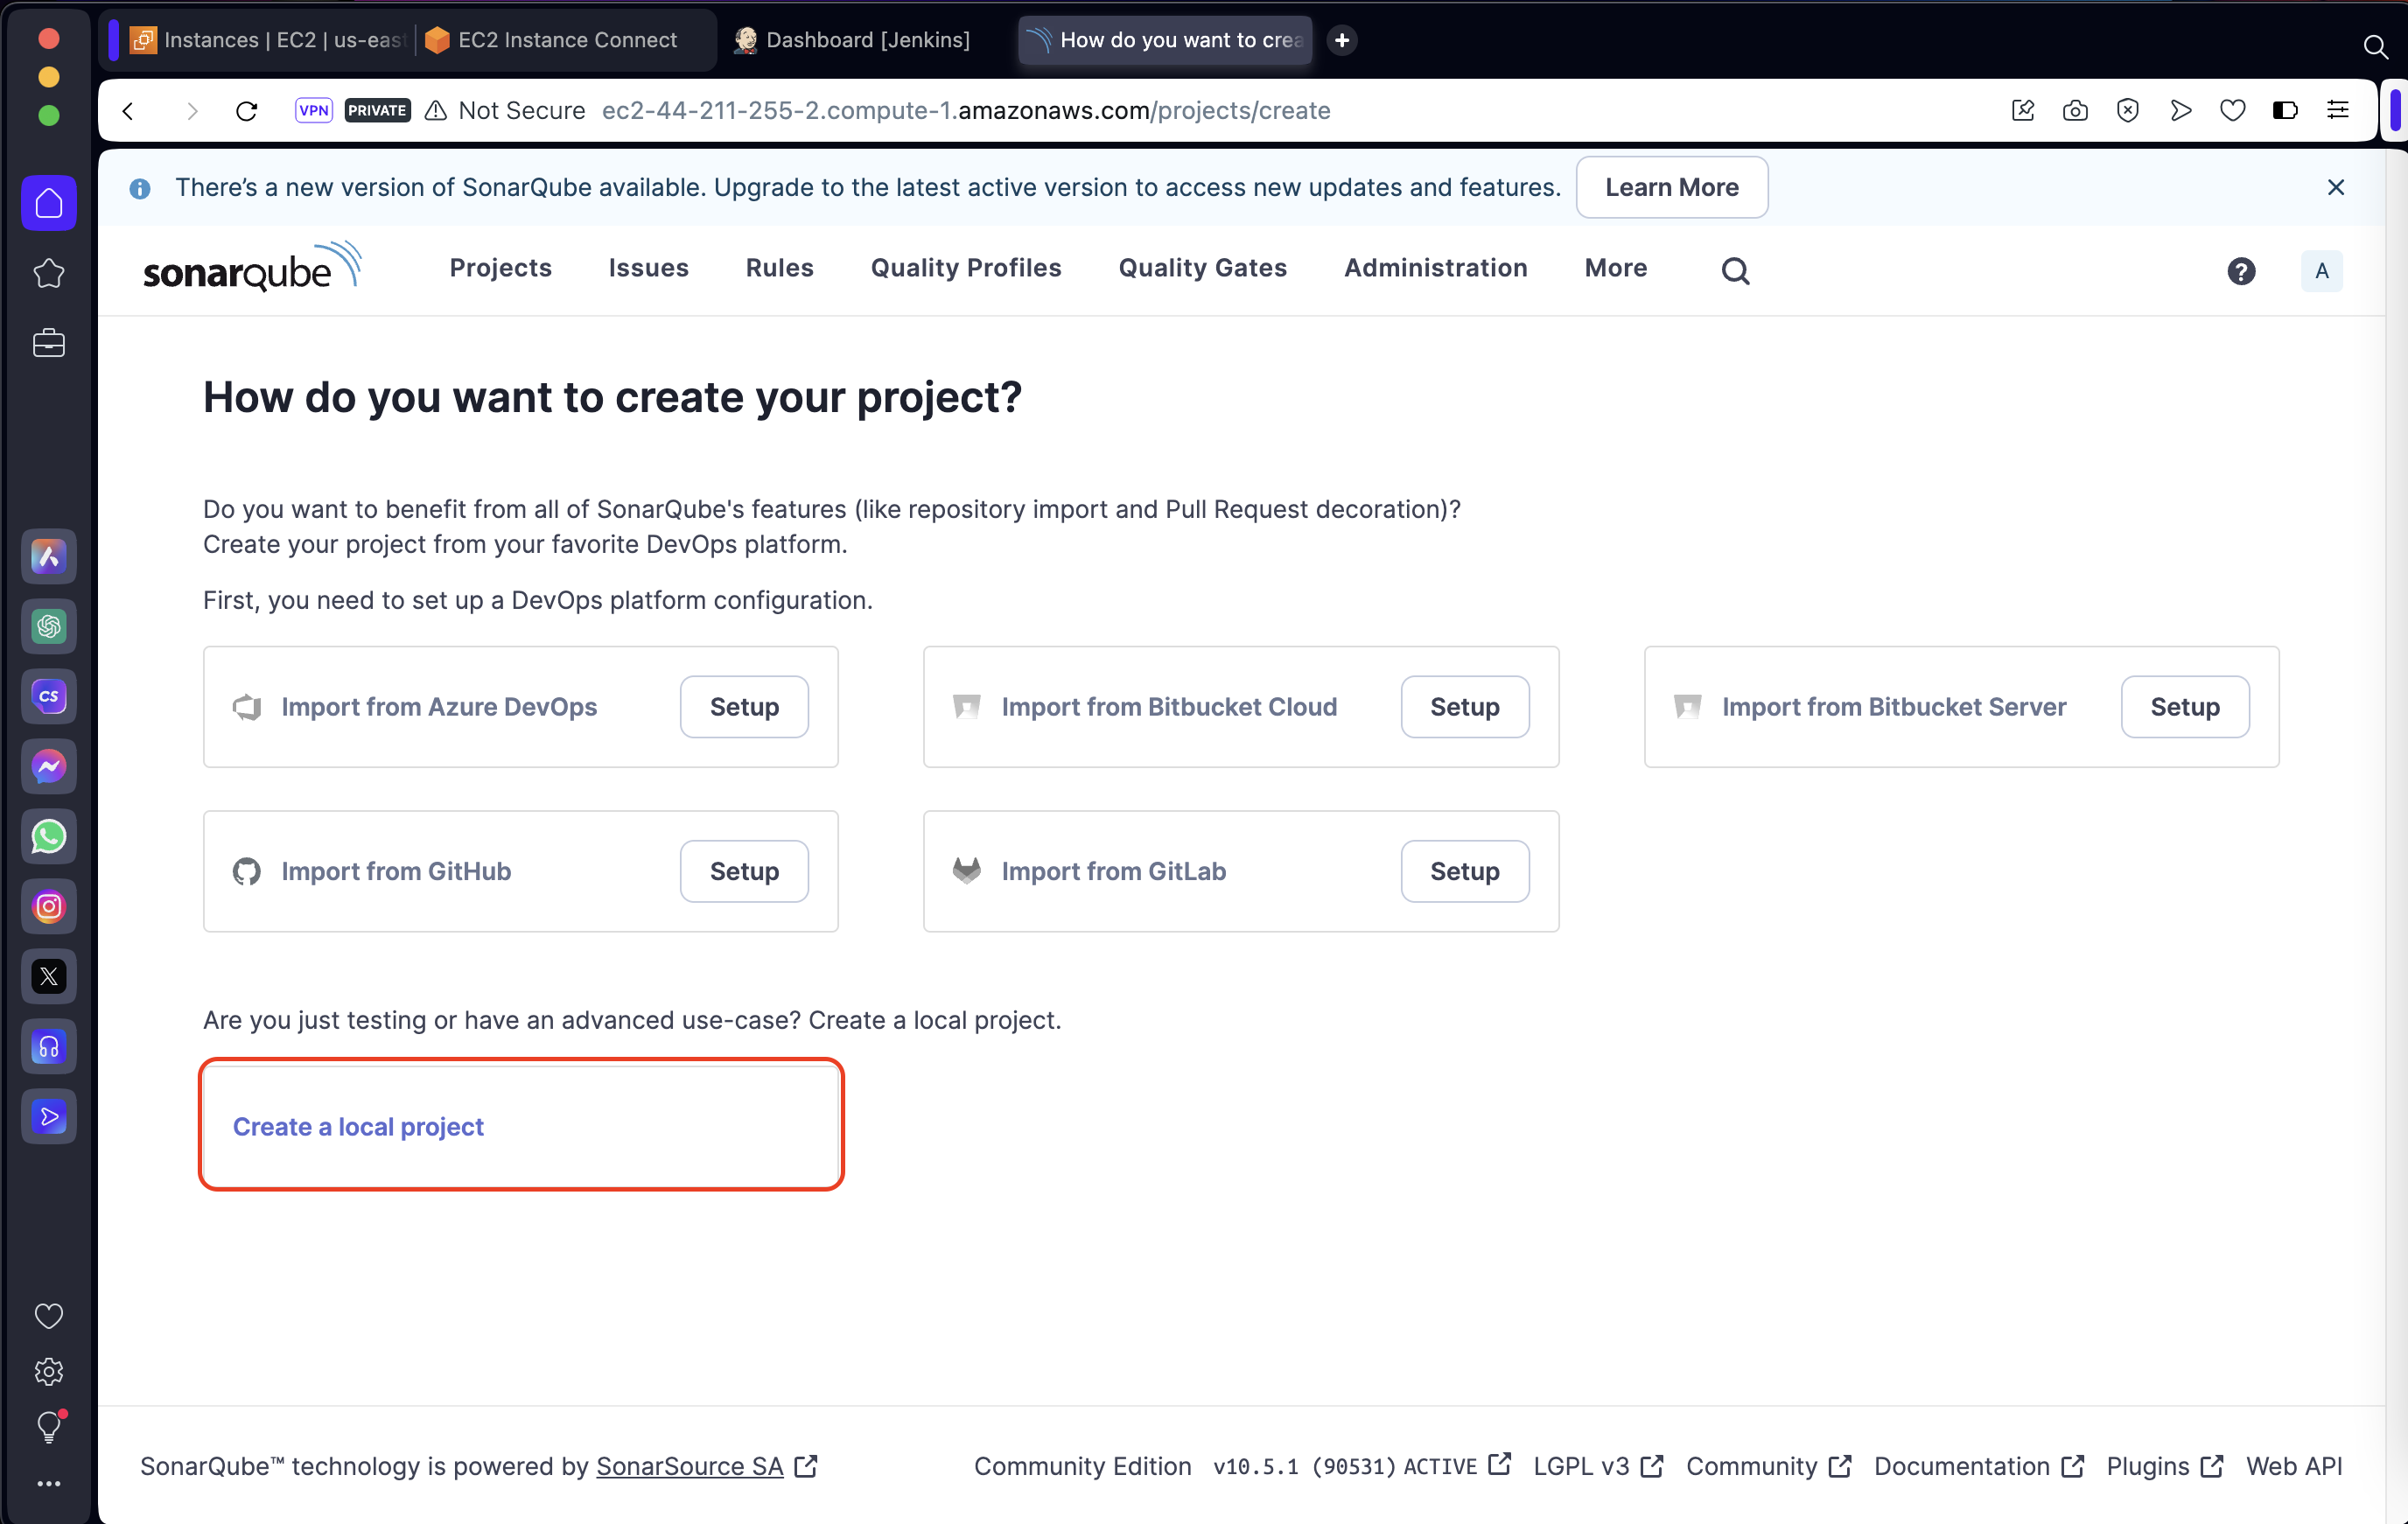 Instances | EC2 | us-east
EC2 Instance Connect
Dashboard [Jenkins]
How do you want to crea
VPN
PRIVATE
Not Secure
ec2-44-211-255-2.compute-1.amazonaws.com/projects/create
There’s a new version of SonarQube available. Upgrade to the latest active version to access new updates and features.
Learn More
sonarqube
Projects
Issues
Rules
Quality Profiles
Quality Gates
Administration
More
?
A
How do you want to create your project?
Do you want to benefit from all of SonarQube's features (like repository import and Pull Request decoration)?
Create your project from your favorite DevOps platform.
First, you need to set up a DevOps platform configuration.
Import from Azure DevOps
Setup
Import from Bitbucket Cloud
Setup
Import from Bitbucket Server
Setup
Import from GitHub
Setup
Import from GitLab
Setup
CS
Are you just testing or have an advanced use-case? Create a local project.
Create a local project
SonarQube™ technology is powered by SonarSource SA
Community Edition
v10.5.1 (90531) ACTIVE
LGPL v3
Community
Documentation
Plugins
Web API